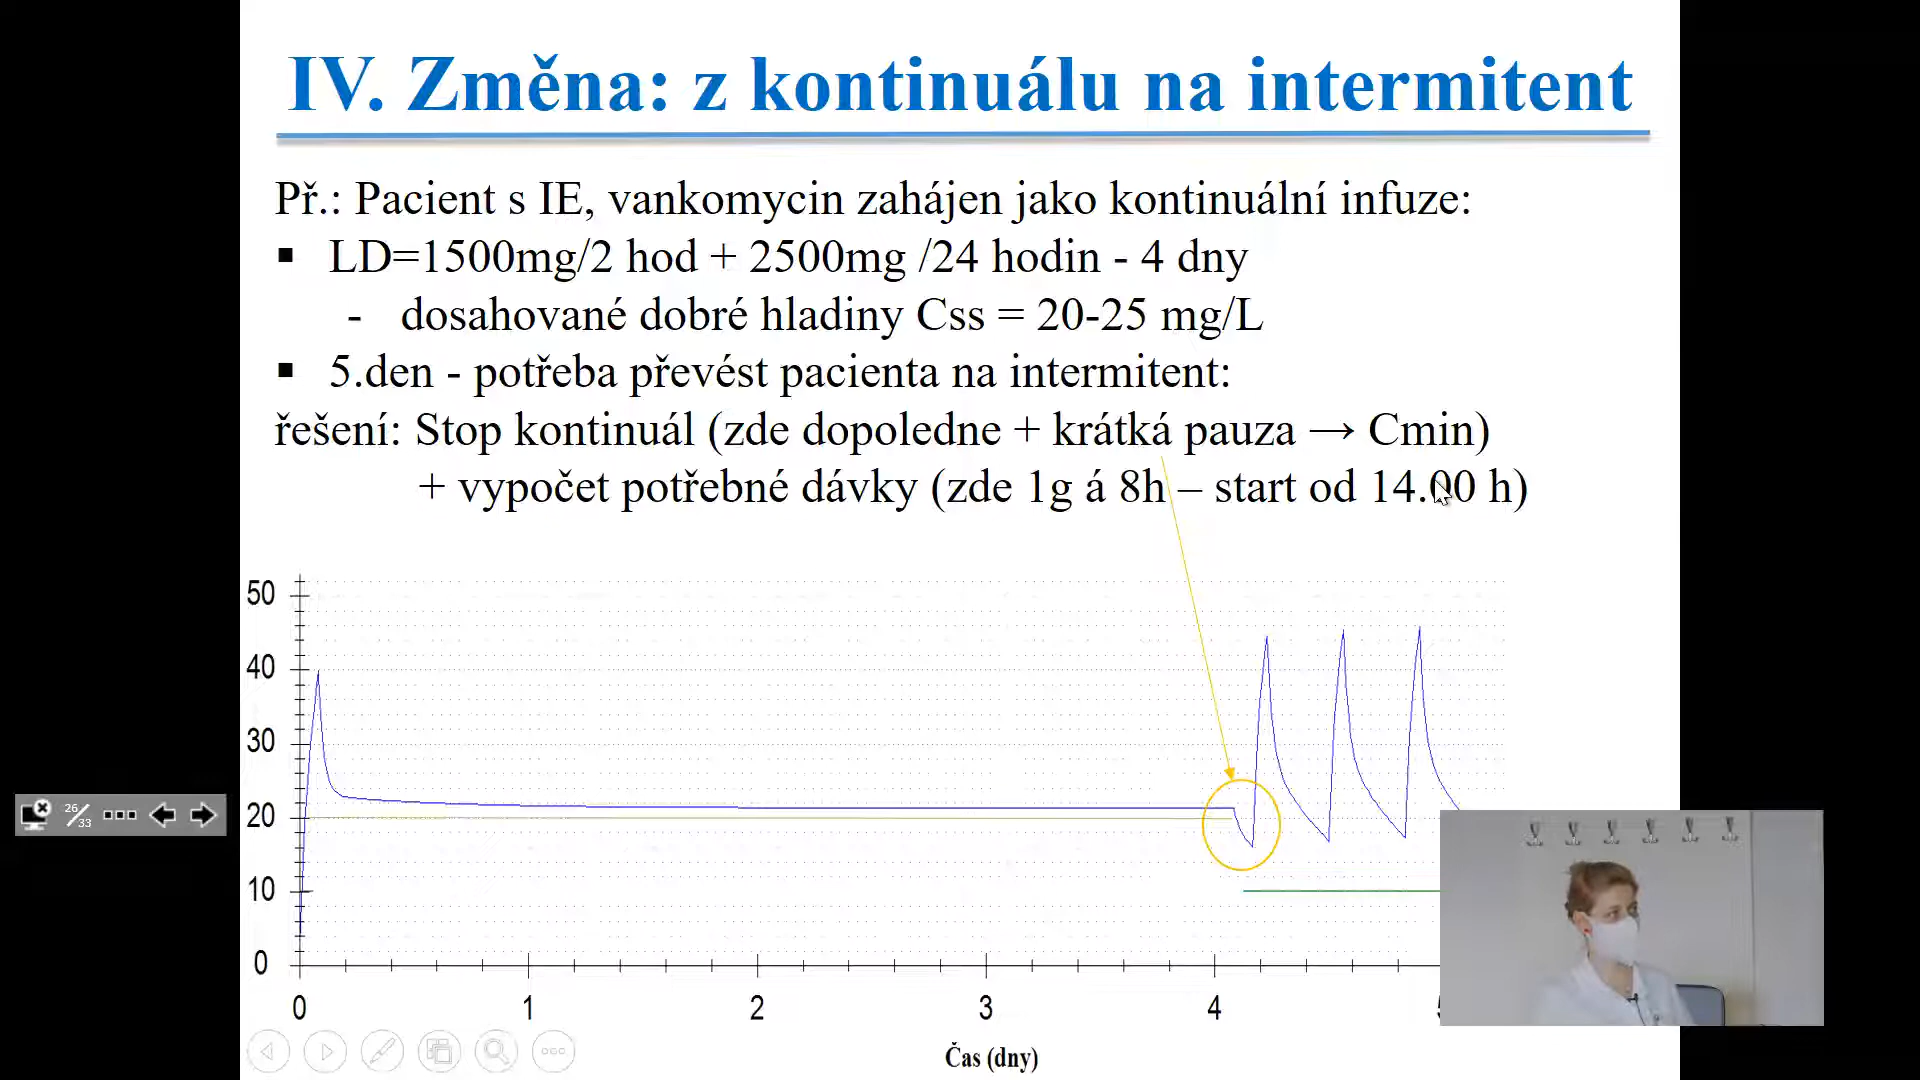 IV. Změna: z kontinuálu na intermitent
Př.: Pacient s IE, vankomycin zahájen jako kontinuální infuze:
▪ LD=1500mg/2 hod + 2500mg /24 hodin - 4 dny
- dosahované dobré hladiny Css = 20-25 mg/L
▪ 5.den - potřeba převést pacienta na intermitent:
řešení: Stop kontinuál (zde dopoledne + krátká pauza → Cmin)
+ vypočet potřebné dávky (zde 1g á 8h – start od 14.00 h)
50
40
30
20
10
0
0 1 2 3 4
Čas (dny)
26/33